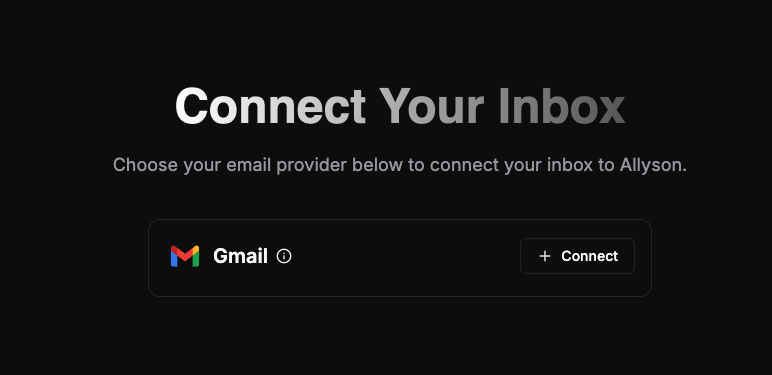 Connect Your Inbox
Choose your email provider below to connect your inbox to Allyson.
Gmail
+ Connect